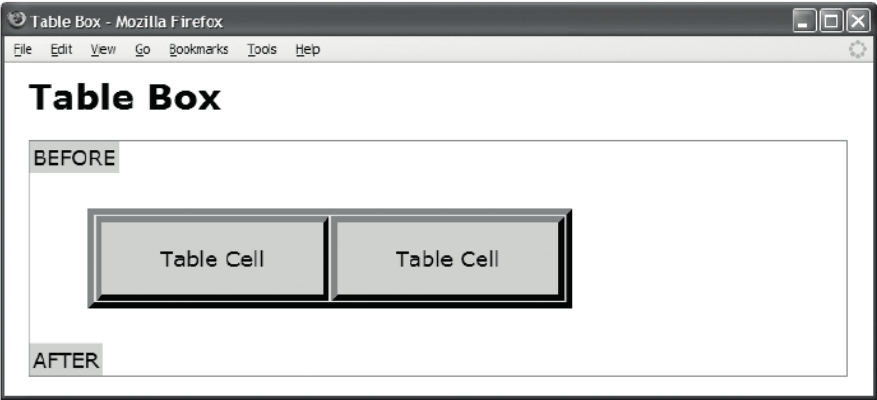 Table Box - Mozilla Firefox
File Edit View Go Bookmarks Tools Help
Table Box
BEFORE
Table Cell Table Cell
AFTER